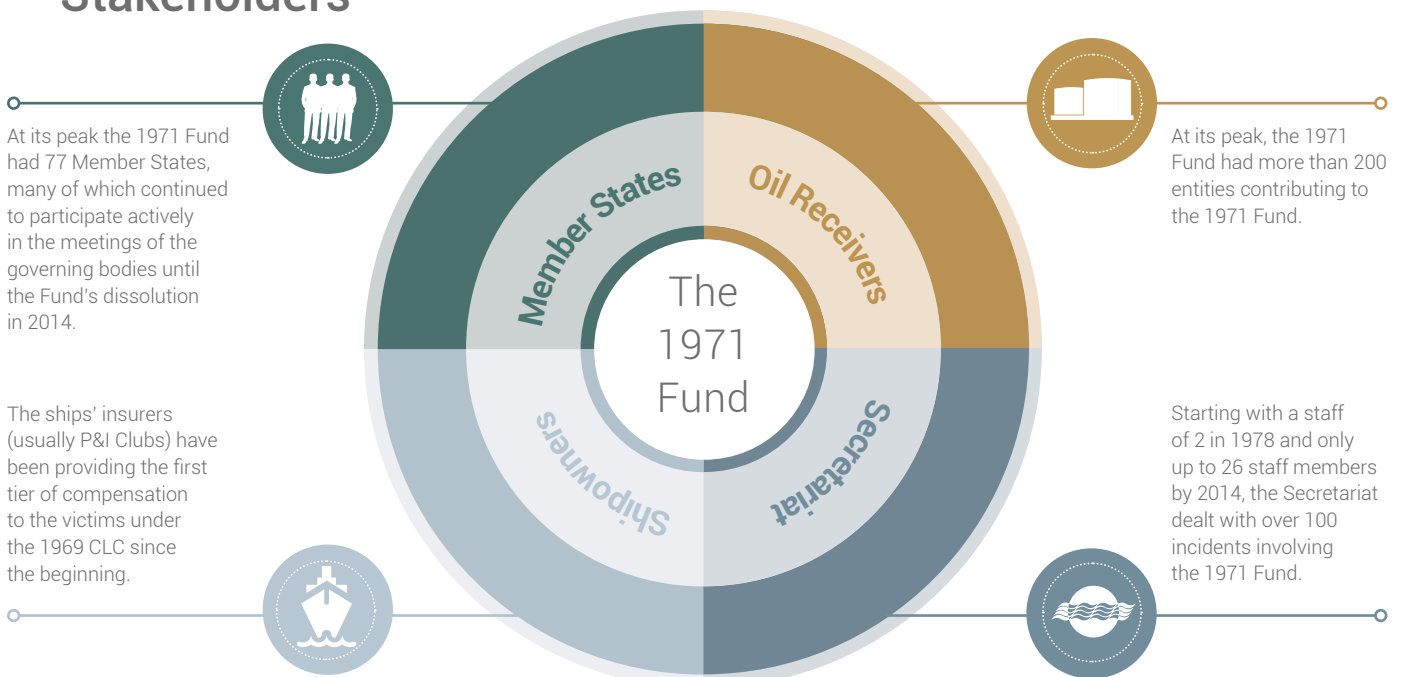 Stakeholders
At its peak the 1971 Fund
had 77 Member States,
many of which continued
to participate actively
in the meetings of the
governing bodies until
the Fund's dissolution
in 2014.
At its peak, the 1971
Fund had more than 200
entities contributing to
the 1971 Fund.
Member States
Oil Receivers
The
1971
Fund
Shipowners
Secretariat
The ships' insurers
(usually P&I Clubs) have
been providing the first
tier of compensation
to the victims under
the 1969 CLC since
the beginning.
Starting with a staff
of 2 in 1978 and only
up to 26 staff members
by 2014, the Secretariat
dealt with over 100
incidents involving
the 1971 Fund.